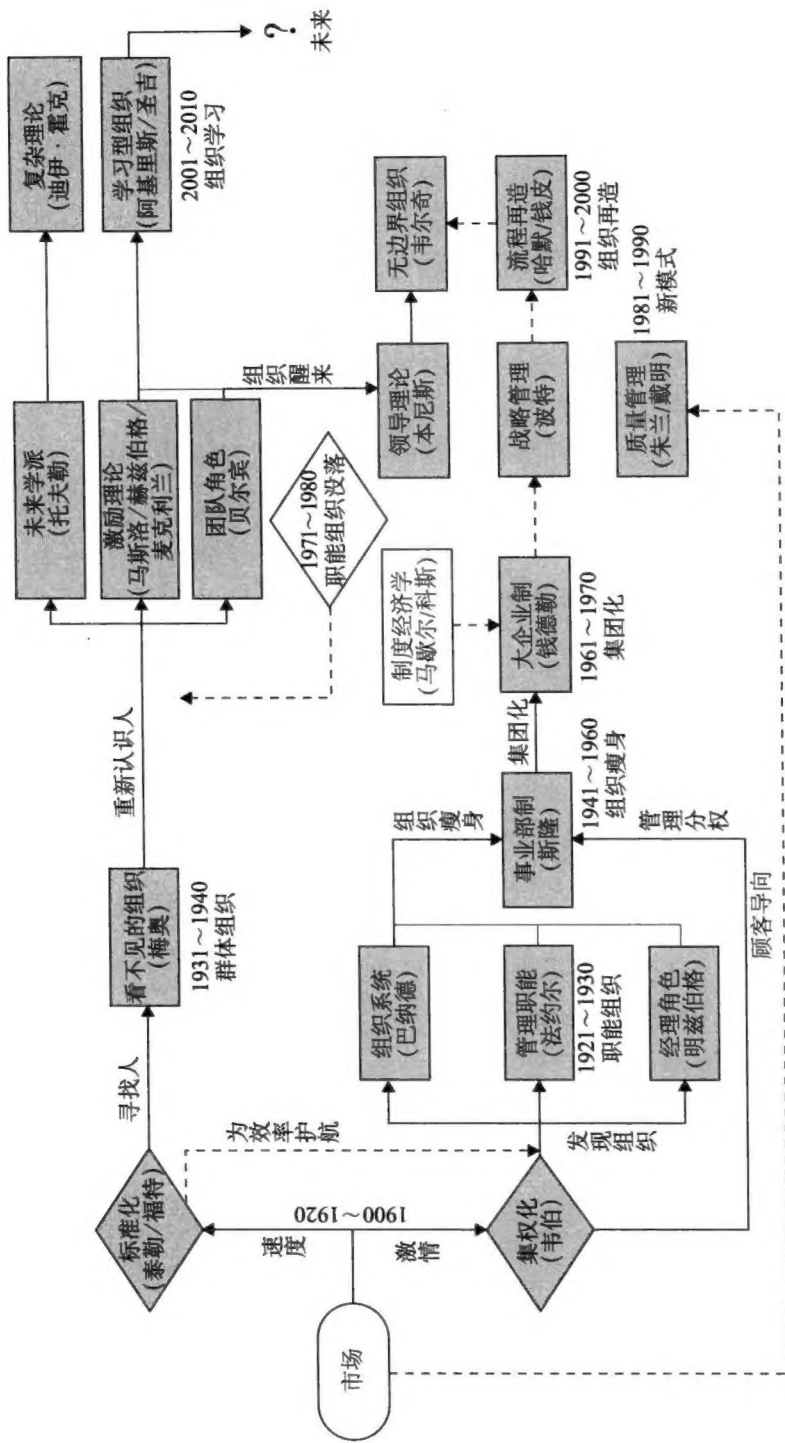 市场
速度
激情
1900～1920
标准化
(泰勒/福特)
集权化
(韦伯)
寻找人
为效率护航
发现组织
看不见的组织
(梅奥)
1931～1940
群体组织
重新认识人
组织系统
(巴纳德)
管理职能
(法约尔)
1921～1930
职能组织
经理角色
(明兹伯格)
组织瘦身
管理分权
顾客导向
事业部制
(斯隆)
1941～1960
组织瘦身
集团化
制度经济学
(马歇尔/科斯)
大企业制
(钱德勒)
1961～1970
集团化
1971～1980
职能组织没落
未来学派
(托夫勒)
激励理论
(马斯洛/赫兹伯格/
麦克利兰)
团队角色
(贝尔宾)
组织醒来
领导理论
(本尼斯)
战略管理
(波特)
质量管理
(朱兰/戴明)
1981～1990
新模式
无边界组织
(韦尔奇)
流程再造
(哈默/钱皮)
1991～2000
组织再造
复杂理论
(迪伊·霍克)
学习型组织
(阿基里斯/圣吉)
2001～2010
组织学习
?
未来